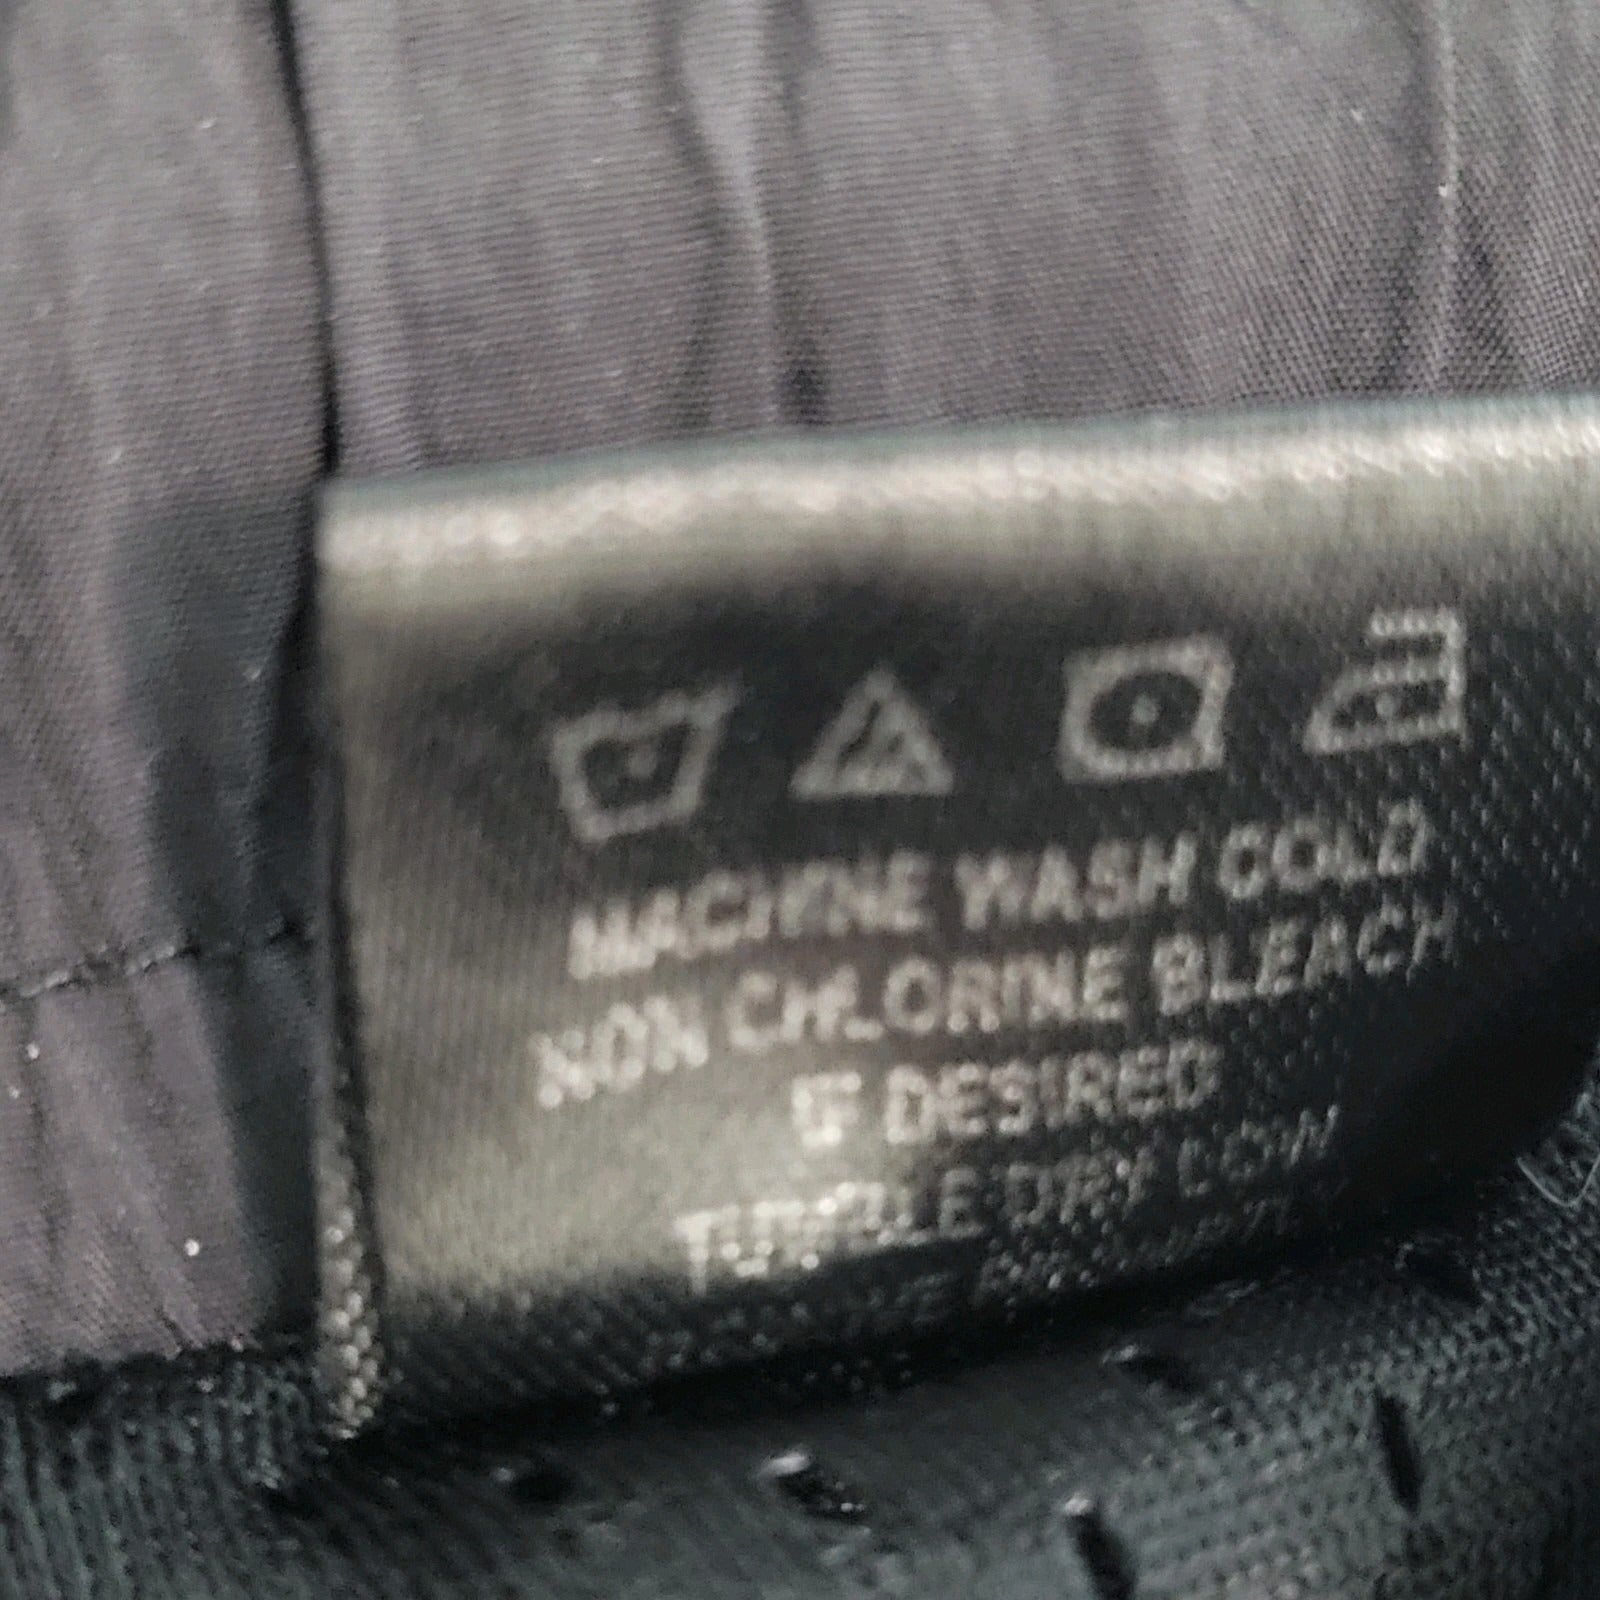 MACHINE WASH COLD
NON CHLORINE BLEACH
IF DESIRED
TUMBLE DRY LOW